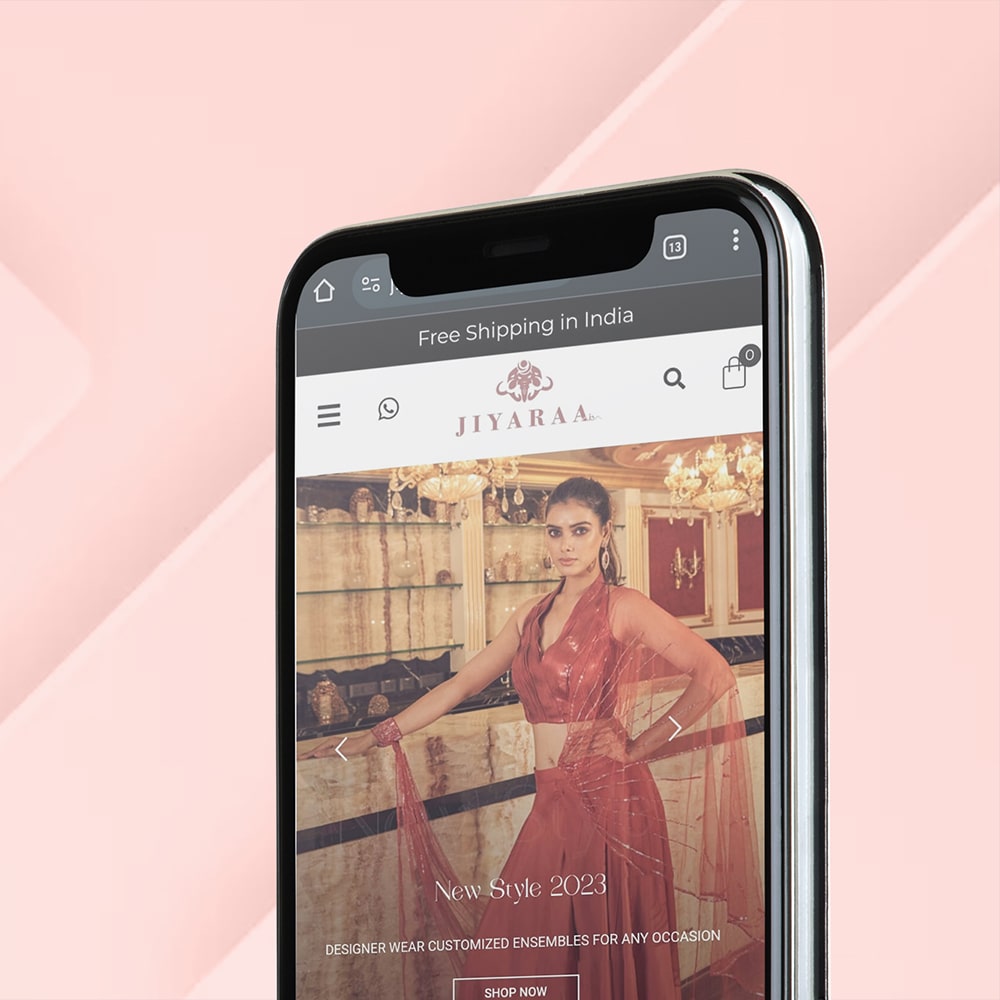 13
Free Shipping in India
0
JIYARAA
New Style 2023
DESIGNER WEAR CUSTOMIZED ENSEMBLES FOR ANY OCCASION
SHOP NOW